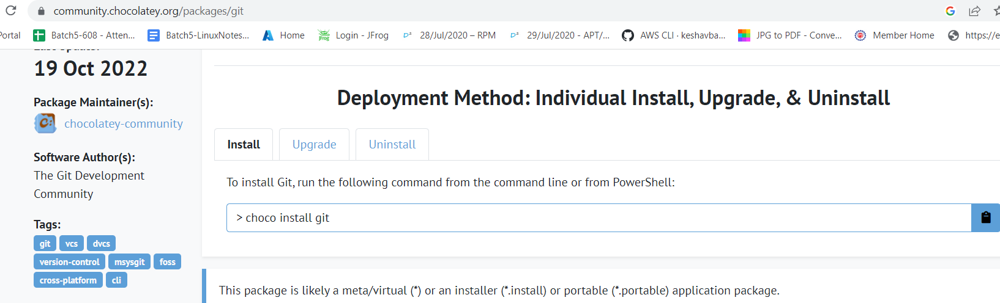 community.chocolatey.org/packages/git
Portal
Batch5-608 - Atten...
Batch5-LinuxNotes...
Home
Login - JFrog
28/Jul/2020 – RPM
29/Jul/2020 - APT/...
AWS CLI · keshavba...
JPG to PDF - Conve...
Member Home
https://e
19 Oct 2022
Package Maintainer(s):
chocolatey-community
Software Author(s):
The Git Development
Community
Tags:
git vcs dvcs
version-control msysgit foss
cross-platform cli
Deployment Method: Individual Install, Upgrade, & Uninstall
Install Upgrade Uninstall
To install Git, run the following command from the command line or from PowerShell:
> choco install git
This package is likely a meta/virtual (*) or an installer (*.install) or portable (*.portable) application package.